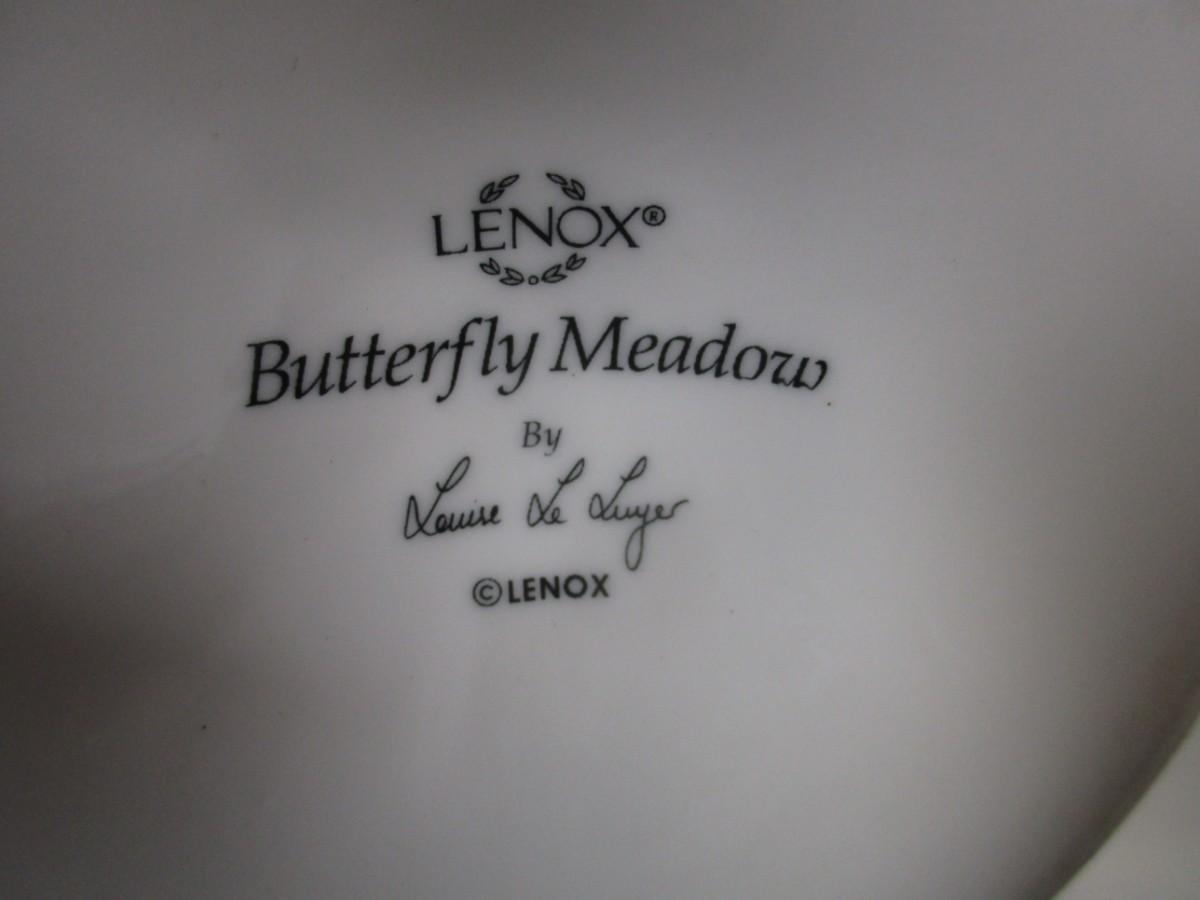 LENOX®
Butterfly Meadow
By
Louise Le Luyer
©LENOX